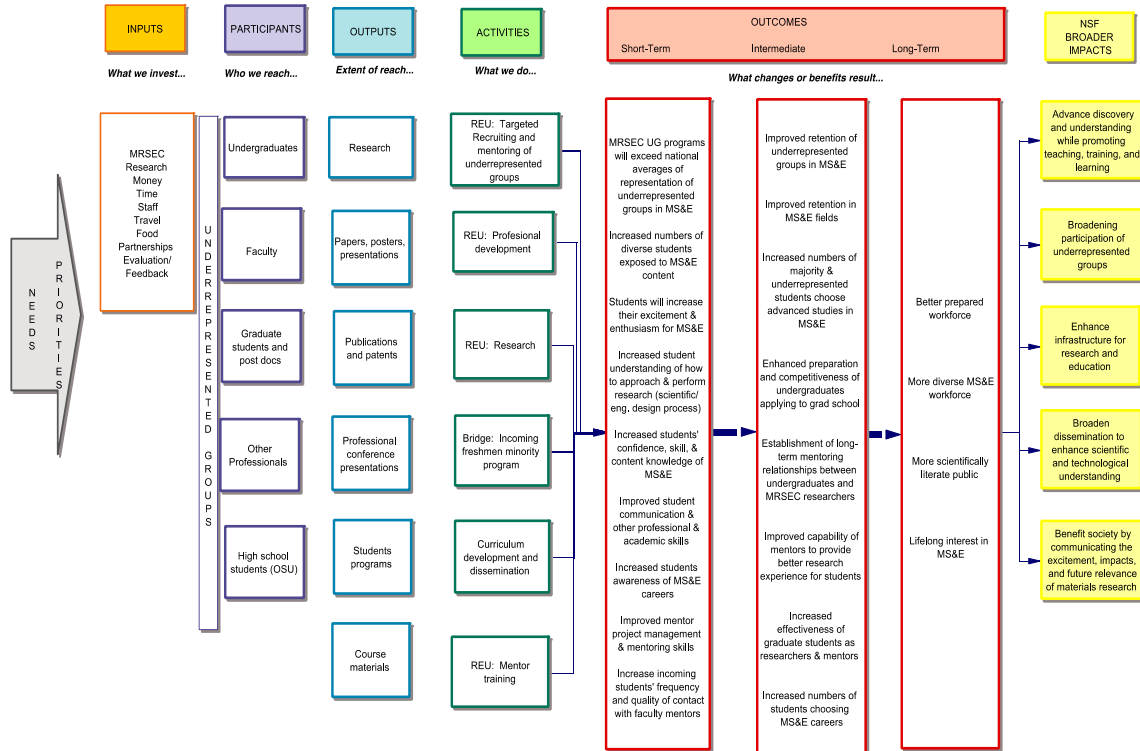 INPUTS
PARTICIPANTS
OUTPUTS
ACTIVITIES
OUTCOMES
Short-Term
Intermediate
Long-Term
NSF
BROADER
IMPACTS
What we invest...
Who we reach...
Extent of reach...
What we do...
What changes or benefits result...
NEEDS
PRIORITIES
MRSEC
Research
Money
Time
Staff
Travel
Food
Partnerships
Evaluation/
Feedback
UNDERREPRESENTED GROUPS
Undergraduates
Faculty
Graduate
students and
post docs
Other
Professionals
High school
students (OSU)
Research
Papers, posters,
presentations
Publications
and patents
Professional
conference
presentations
Students
programs
Course
materials
REU: Targeted
Recruiting and
mentoring of
underrepresented
groups
REU: Profesional
development
REU: Research
Bridge: Incoming
freshmen minority
program
Curriculum
development and
dissemination
REU: Mentor
training
MRSEC UG programs
will exceed national
averages of
representation of
underrepresented
groups in MS&E
Increased numbers of
diverse students
exposed to MS&E
content
Students will increase
their excitement &
enthusiasm for MS&E
Increased student
understanding of how
to approach & perform
research (scientific/
eng. design process)
Increased students'
confidence, skill, &
content knowledge of
MS&E
Improved student
communication &
other professional &
academic skills
Increased students
awareness of MS&E
careers
Improved mentor
project management
& mentoring skills
Increase incoming
students' frequency
and quality of contact
with faculty mentors
Improved retention of
underrepresented
groups in MS&E
Improved retention in
MS&E fields
Increased numbers of
majority &
underrepresented
students choose
advanced studies in
MS&E
Enhanced preparation
and competitiveness of
undergraduates
applying to grad school
Establishment of long-
term mentoring
relationships between
undergraduates and
MRSEC researchers
Improved capability of
mentors to provide
better research
experience for students
Increased
effectiveness of
graduate students as
researchers & mentors
Increased numbers of
students choosing
MS&E careers
Better prepared
workforce
More diverse MS&E
workforce
More scientifically
literate public
Lifelong interest in
MS&E
Advance discovery
and understanding
while promoting
teaching, training, and
learning
Broadening
participation of
underrepresented
groups
Enhance
infrastructure for
research and
education
Broaden
dissemination to
enhance scientific
and technological
understanding
Benefit society by
communicating the
excitement, impacts,
and future relevance
of materials research